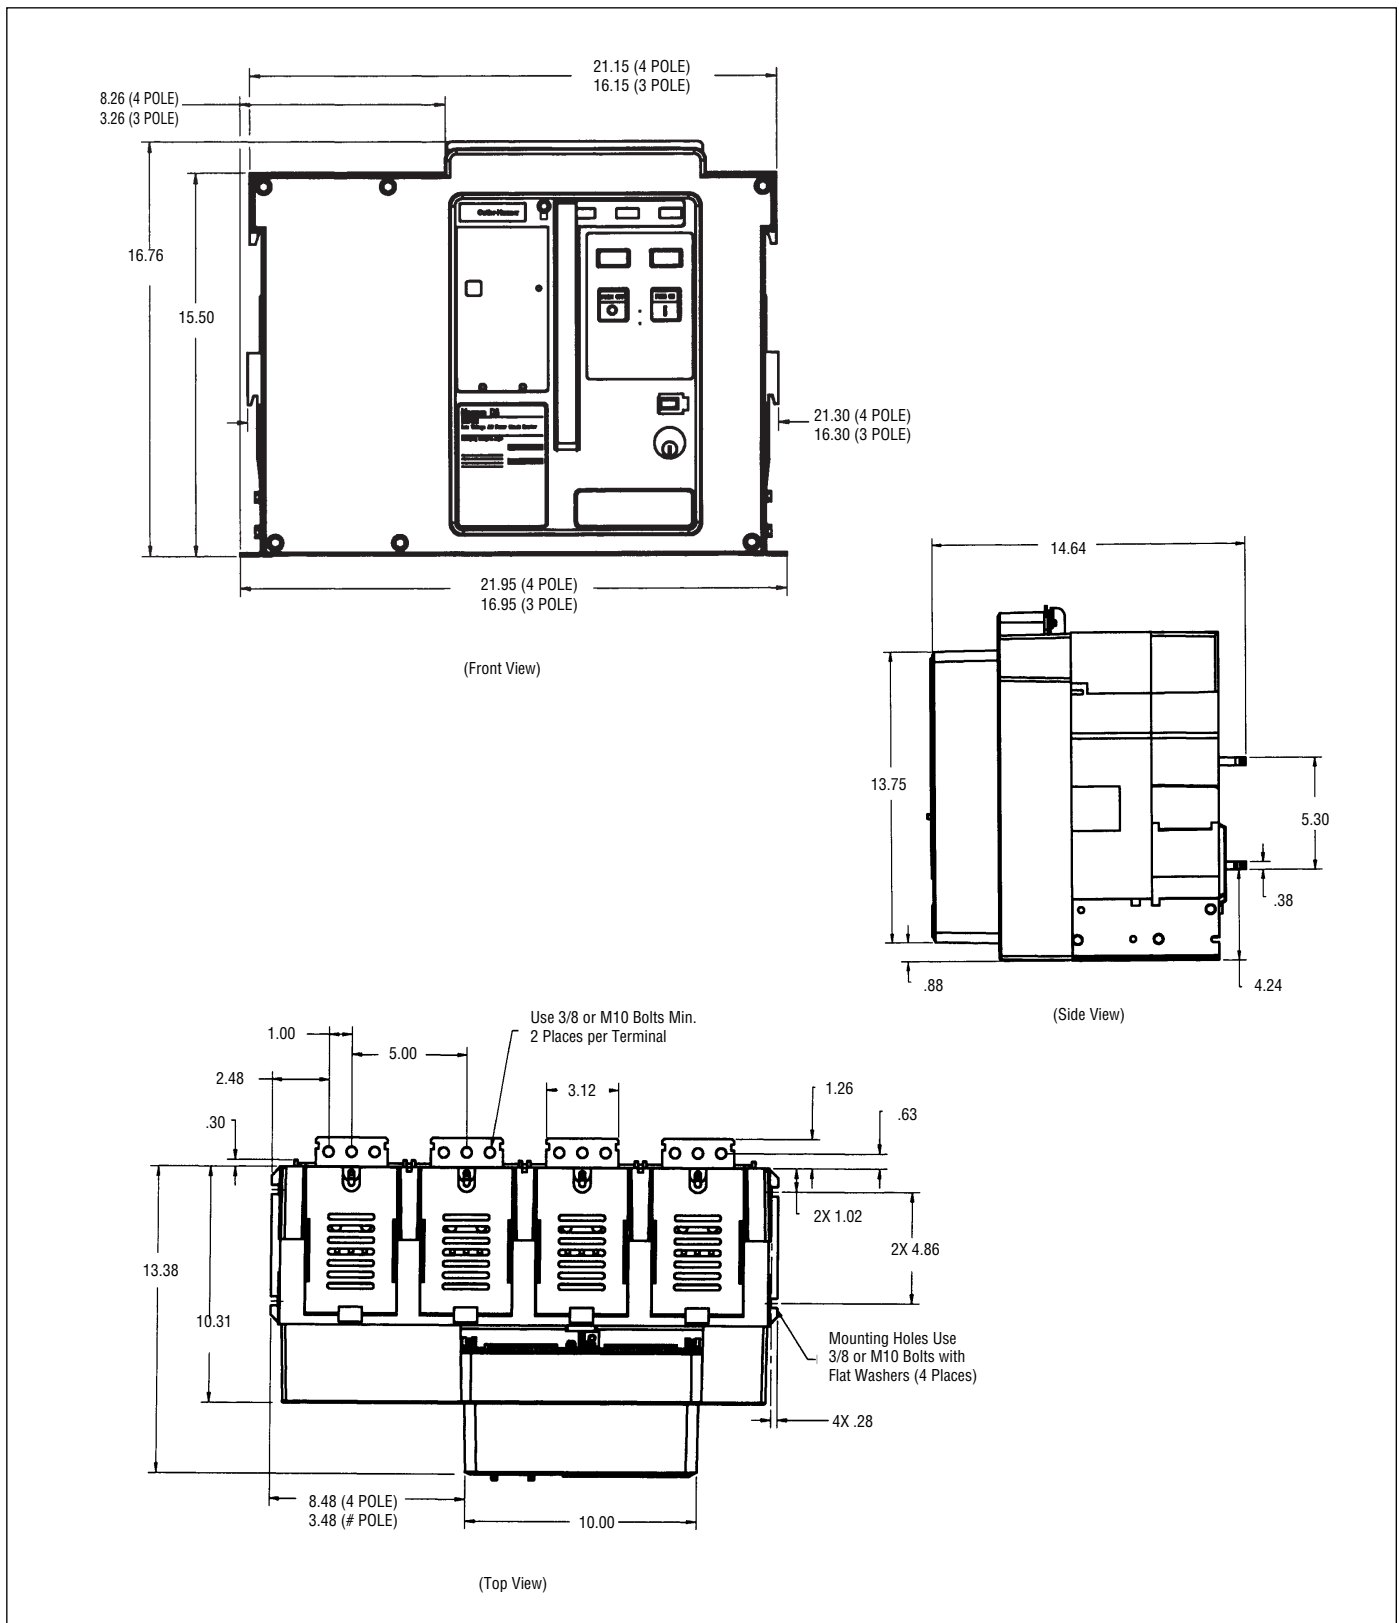 21.15 (4 POLE)
16.15 (3 POLE)
8.26 (4 POLE)
3.26 (3 POLE)
16.76
15.50
Cutler-Hammer
21.30 (4 POLE)
16.30 (3 POLE)
21.95 (4 POLE)
16.95 (3 POLE)
(Front View)
14.64
13.75
5.30
.38
.88
4.24
(Side View)
Use 3/8 or M10 Bolts Min.
2 Places per Terminal
1.00
5.00
2.48
3.12
1.26
.30
.63
2X 1.02
2X 4.86
13.38
10.31
Mounting Holes Use
3/8 or M10 Bolts with
Flat Washers (4 Places)
4X .28
8.48 (4 POLE)
3.48 (# POLE)
10.00
(Top View)